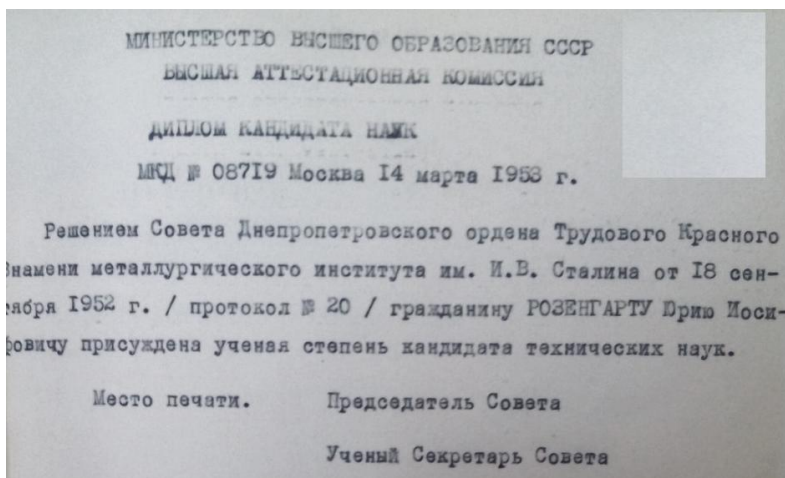 МИНИСТЕРСТВО ВЫСШЕГО ОБРАЗОВАНИЯ СССР
ВЫСШАЯ АТТЕСТАЦИОННАЯ КОМИССИЯ
ДИПЛОМ КАНДИДАТА НАУК
МКД № 08719 Москва 14 марта 1953 г.
Решением Совета Днепропетровского ордена Трудового Красного
Знамени металлургического института им. И.В. Сталина от 18 сен-
тября 1952 г. / протокол № 20 / гражданину РОЗЕНГАРТУ Юрию Иоси-
фовичу присуждена ученая степень кандидата технических наук.
Место печати. Председатель Совета
Ученый Секретарь Совета